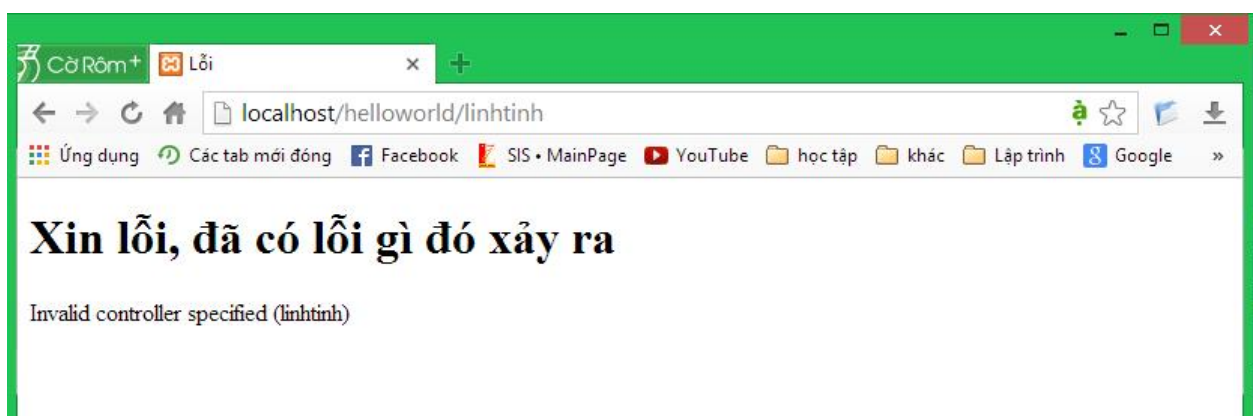 Cờ Rôm+ Lỗi
localhost/helloworld/linhtinh
Ứng dụng Các tab mới đóng Facebook SIS • MainPage YouTube học tập khác Lập trình Google »
Xin lỗi, đã có lỗi gì đó xảy ra
Invalid controller specified (linhtinh)